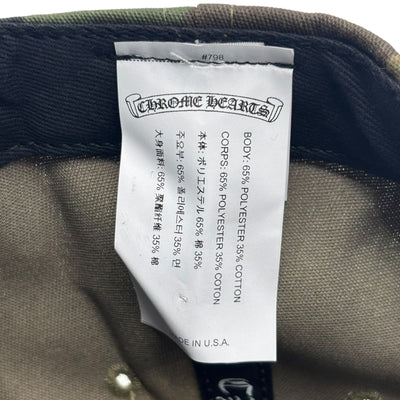 #798
CHROME HEARTS
BODY: 65% POLYESTER 35% COTTON
CORPS: 65% POLYESTER 35% COTON
本体: ポリエステル 65% 棉 35%
주요부: 65% 폴리에스터 35% 면
大身面料: 65% 聚酯纤维 35% 棉
DE IN U.S.A.